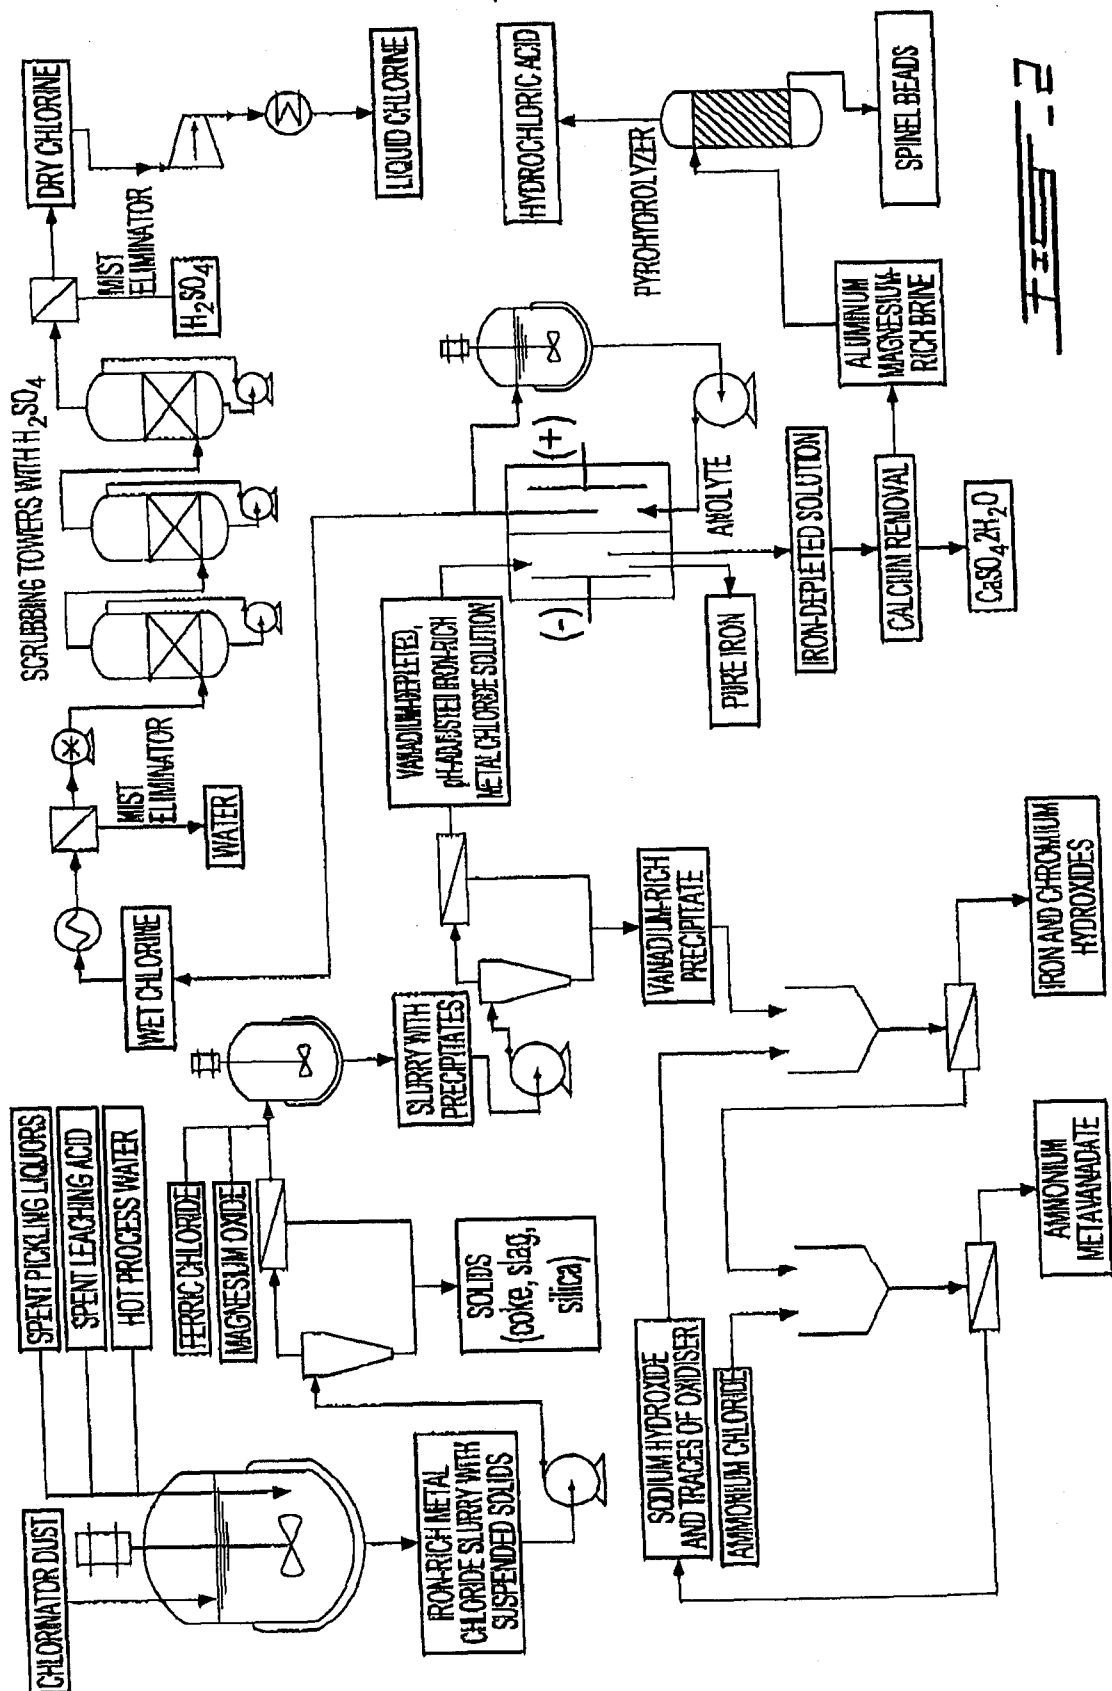 CHLORINATOR DUST
SPENT PICKLING LIQUORS
SPENT LEACHING ACID
HOT PROCESS WATER
IRON-RICH METAL
CHLORIDE SLURRY WITH
SUSPENDED SOLIDS
FERRIC CHLORIDE
MAGNESIUM OXIDE
SOLIDS
(coke, slag,
silica)
SLURRY WITH
PRECIPITATES
WET CHLORINE
MIST
ELIMINATOR
WATER
SCRUBBING TOWERS WITH H2SO4
MIST
ELIMINATOR
H2SO4
DRY CHLORINE
LIQUID CHLORINE
VANADIUM-DEPLETED,
pH-ADJUSTED IRON-RICH
METAL CHLORIDE SOLUTION
(-)
(+)
ANOLYTE
PURE IRON
IRON-DEPLETED SOLUTION
CALCIUM REMOVAL
CaSO4 2H2O
ALUMINUM
MAGNESIUM-
RICH BRINE
PYROHYDROLYZER
HYDROCHLORIC ACID
SPINEL BEADS
VANADIUM-RICH
PRECIPITATE
SODIUM HYDROXIDE
AND TRACES OF OXIDISER
AMMONIUM CHLORIDE
IRON AND CHROMIUM
HYDROXIDES
AMMONIUM
METAVANADATE
FIG. 2